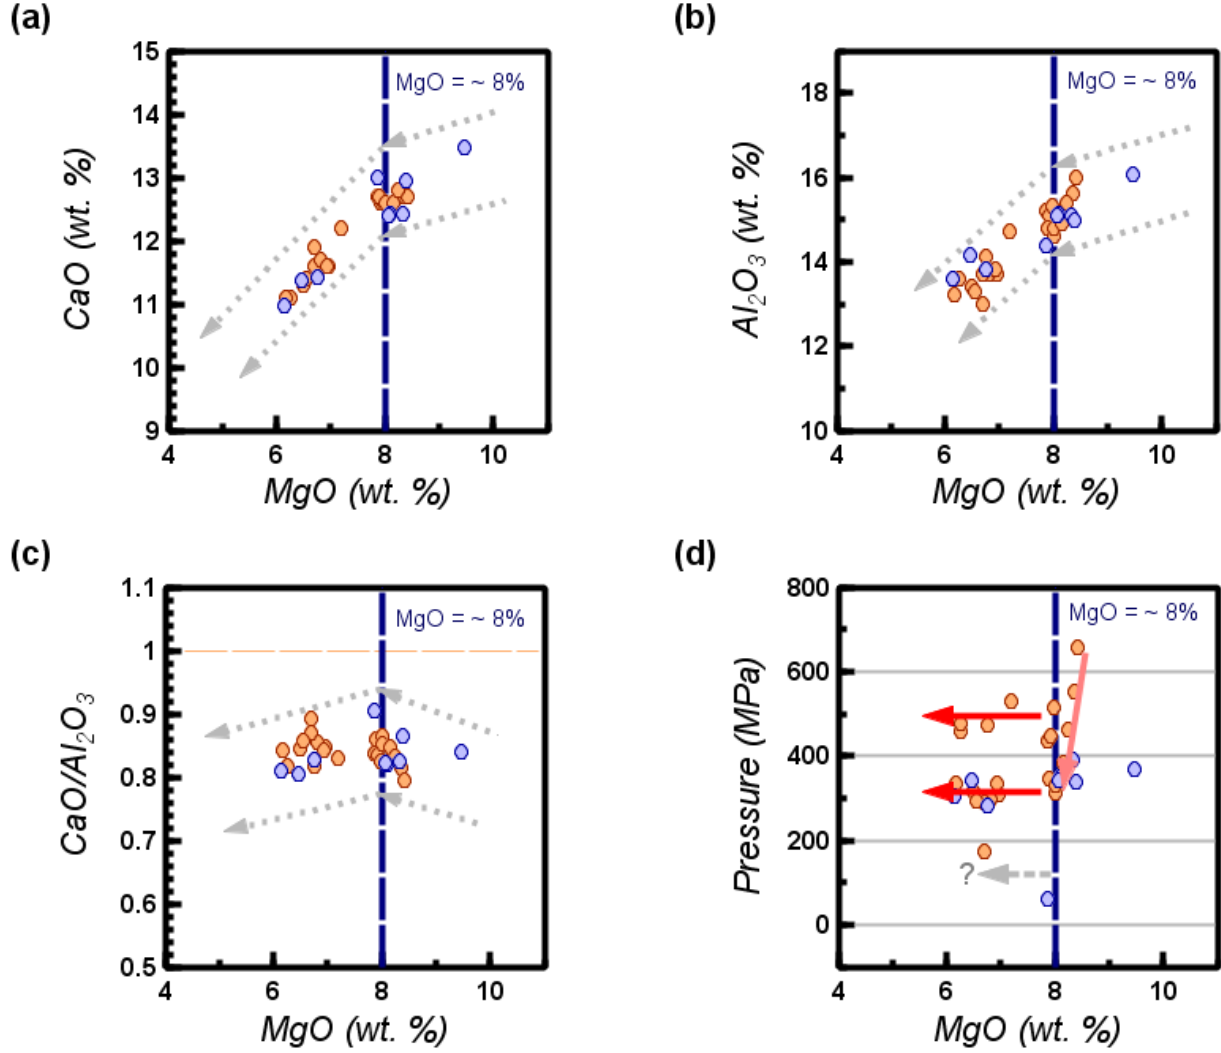 (a)
15
14
13
12
11
10
9
CaO (wt. %)
MgO = ~ 8%
4 6 8 10
MgO (wt. %)
(b)
18
16
14
12
10
Al₂O₃ (wt. %)
MgO = ~ 8%
4 6 8 10
MgO (wt. %)
(c)
1.1
1
0.9
0.8
0.7
0.6
0.5
CaO/Al₂O₃
MgO = ~ 8%
4 6 8 10
MgO (wt. %)
(d)
800
600
400
200
0
Pressure (MPa)
MgO = ~ 8%
?
4 6 8 10
MgO (wt. %)